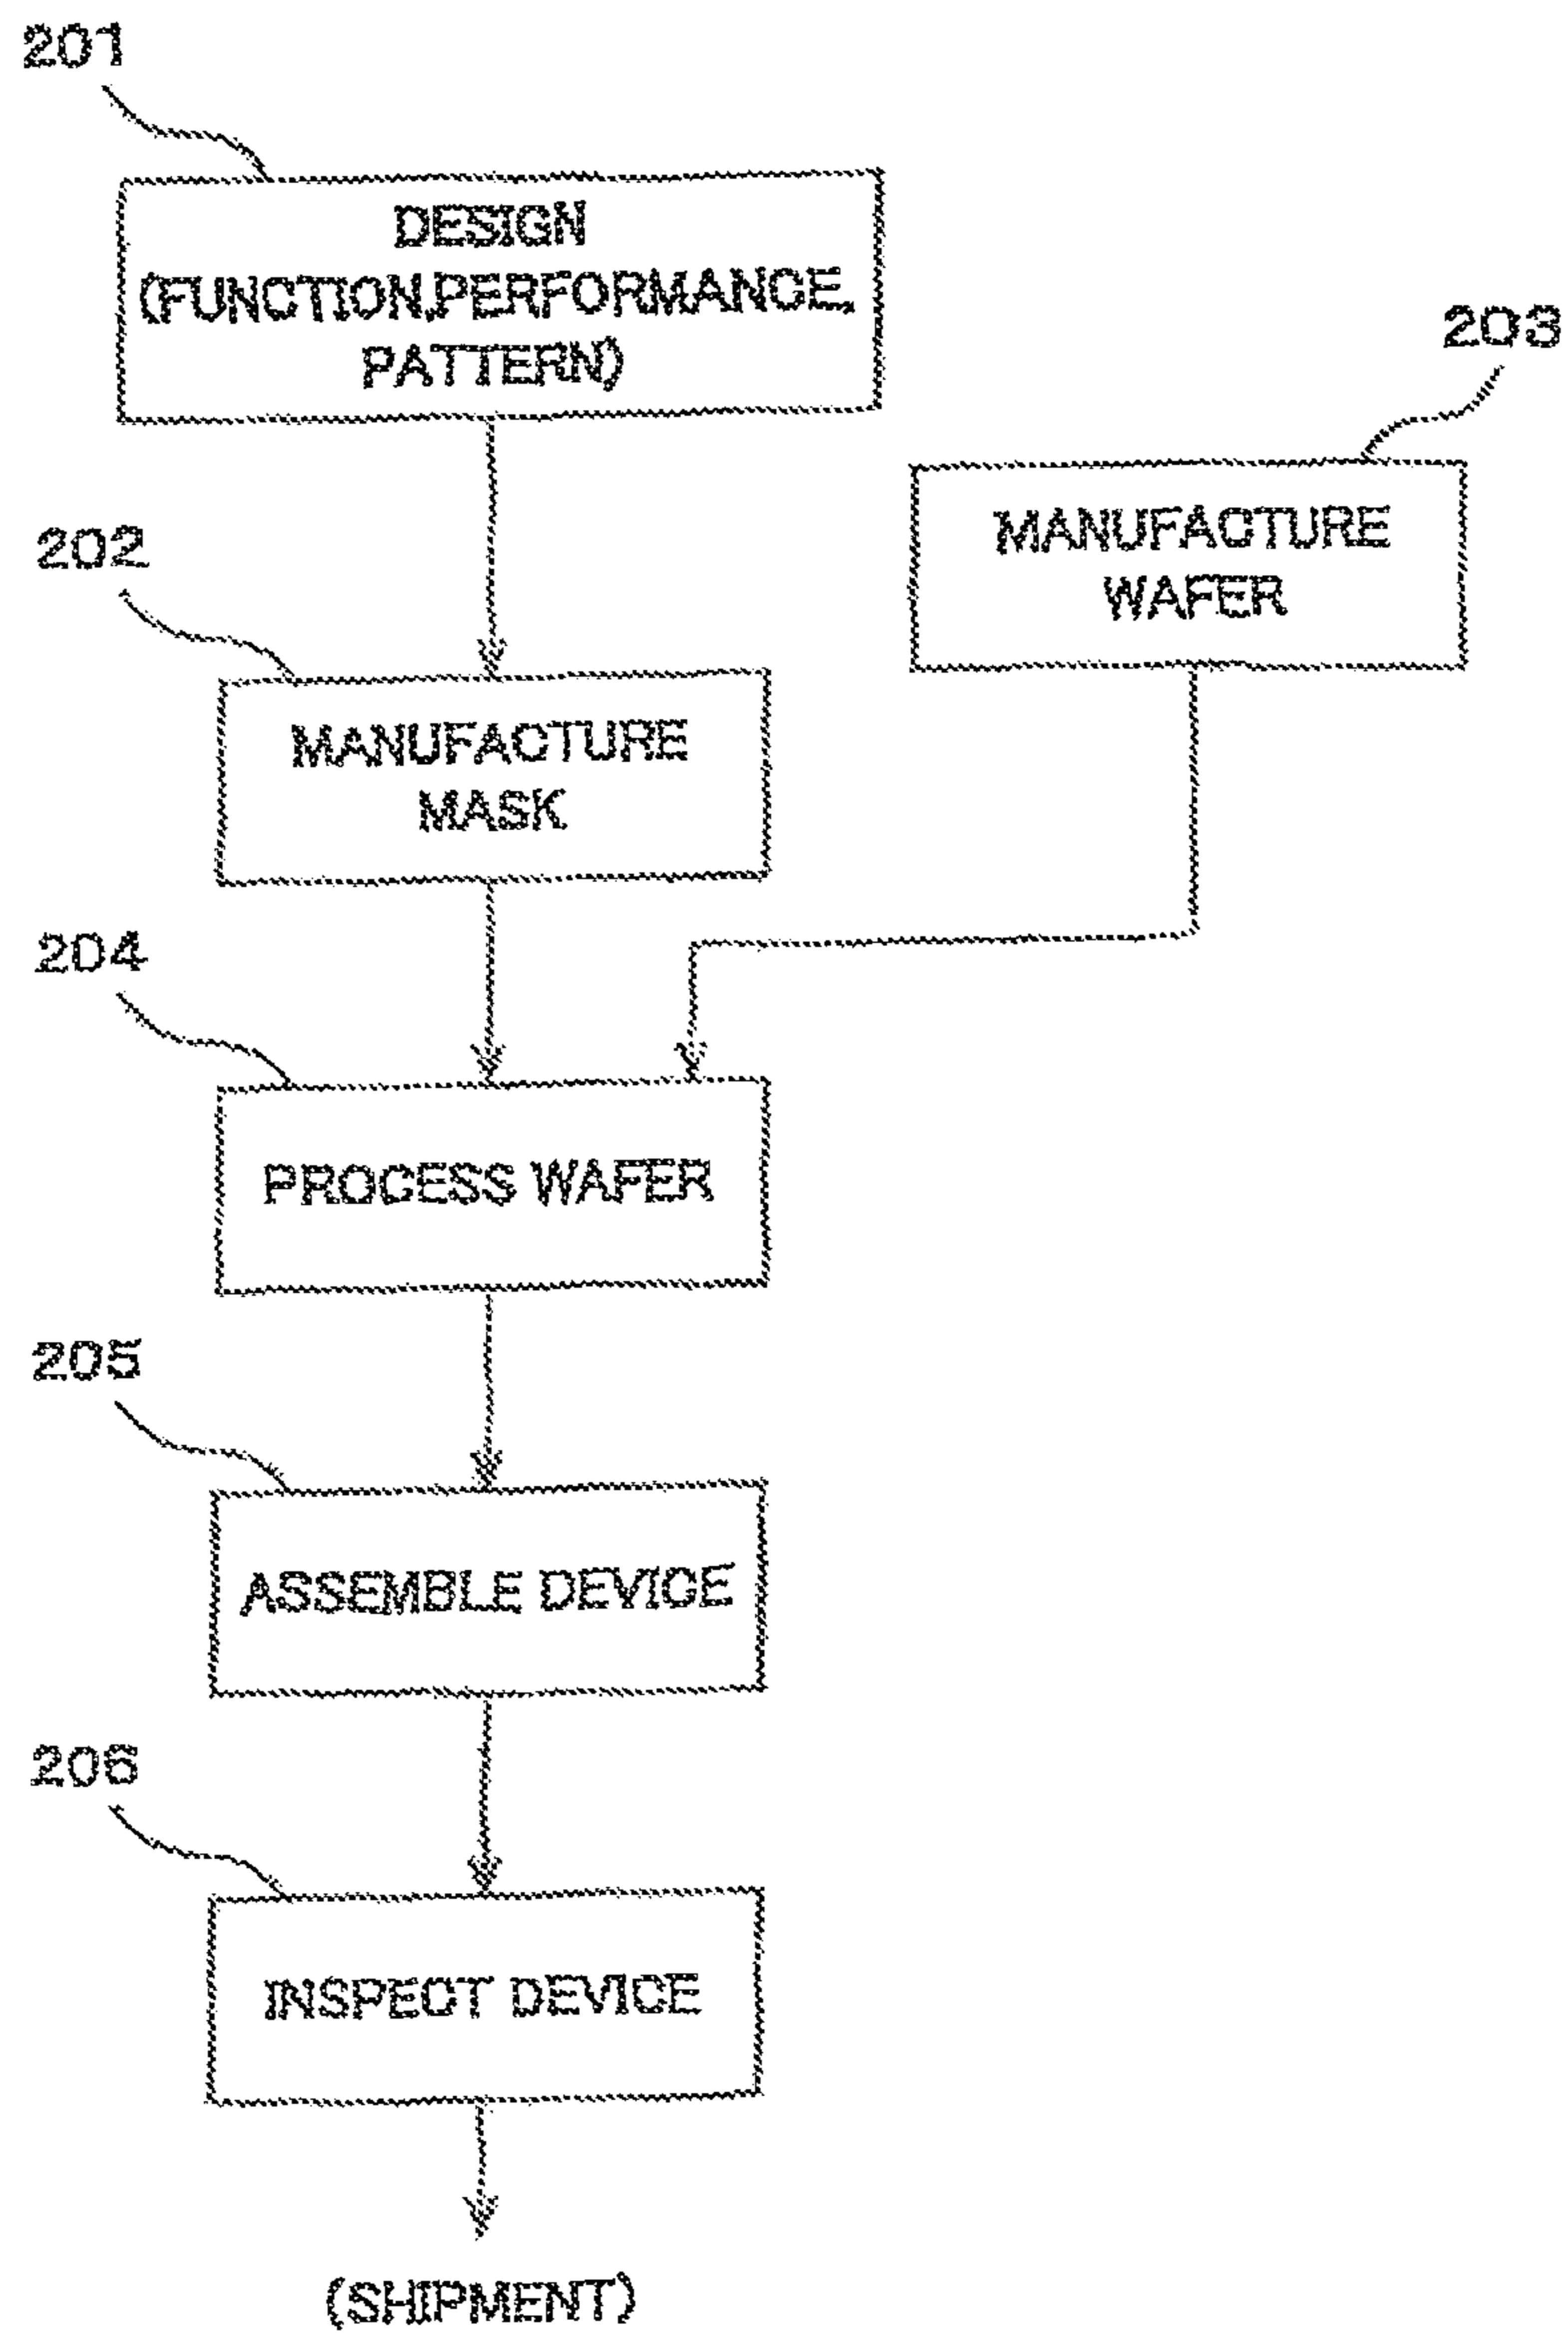 201
DESIGN
(FUNCTION,PERFORMANCE,
PATTERN)
203
MANUFACTURE
WAFER
202
MANUFACTURE
MASK
204
PROCESS WAFER
205
ASSEMBLE DEVICE
206
INSPECT DEVICE
(SHIPMENT)